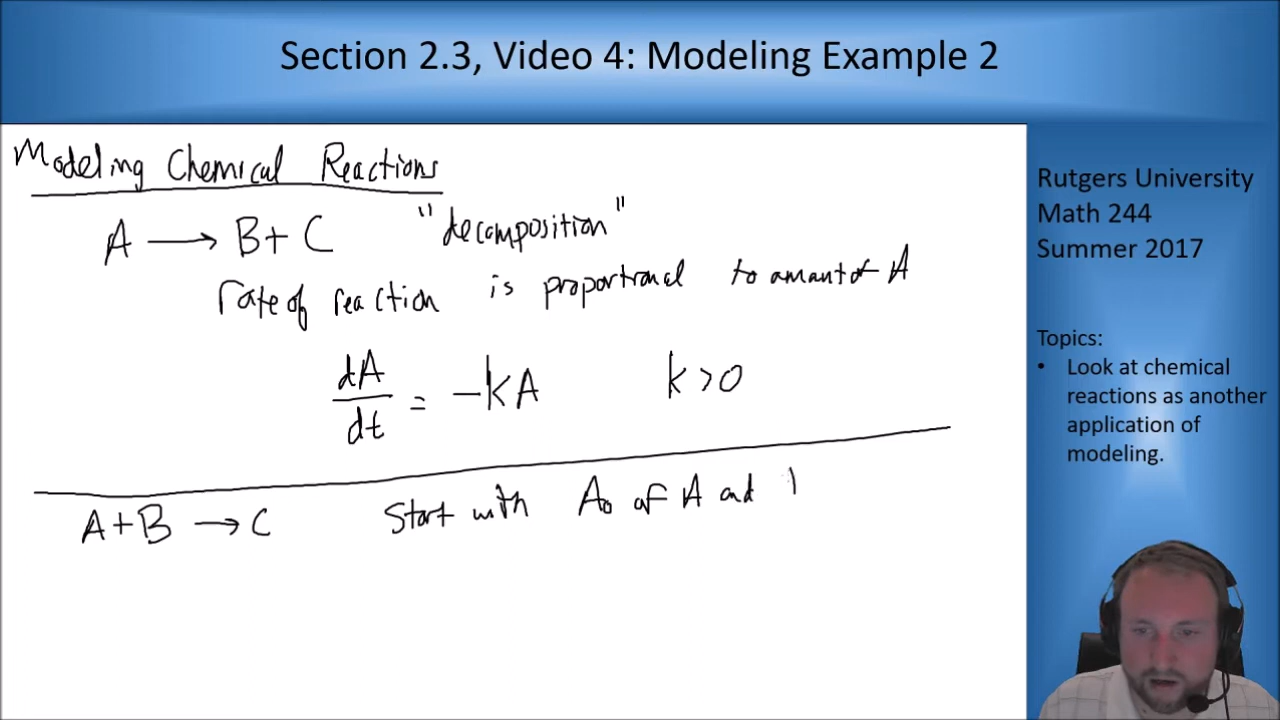 Section 2.3, Video 4: Modeling Example 2
Modeling Chemical Reactions
A → B + C "decomposition"
rate of reaction is proportional to amount of A
dA/dt = -kA k > 0
A + B → C Start with A₀ of A and
Rutgers University
Math 244
Summer 2017
Topics:
• Look at chemical
reactions as another
application of
modeling.